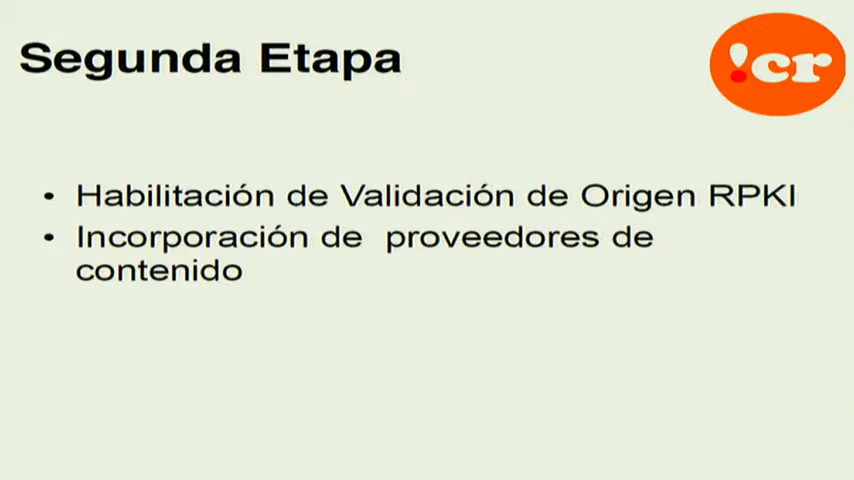 Segunda Etapa
!cr
• Habilitación de Validación de Origen RPKI
• Incorporación de  proveedores de
contenido